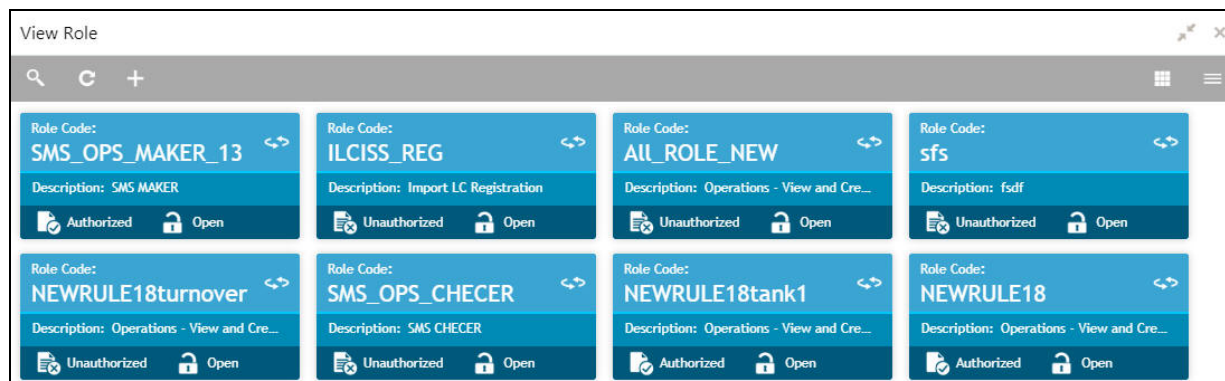 View Role
Role Code: Role Code: Role Code: Role Code:
SMS_OPS_MAKER_13 ILCISS_REG All_ROLE_NEW sfs
Description: SMS MAKER Description: Import LC Registration Description: Operations - View and Cre... Description: fsdf
Authorized Open Unauthorized Open Unauthorized Open Unauthorized Open
Role Code: Role Code: Role Code: Role Code:
NEWRULE18turnover SMS_OPS_CHECER NEWRULE18tank1 NEWRULE18
Description: Operations - View and Cre... Description: SMS CHECER Description: Operations - View and Cre... Description: Operations - View and Cre...
Unauthorized Open Unauthorized Open Authorized Open Authorized Open